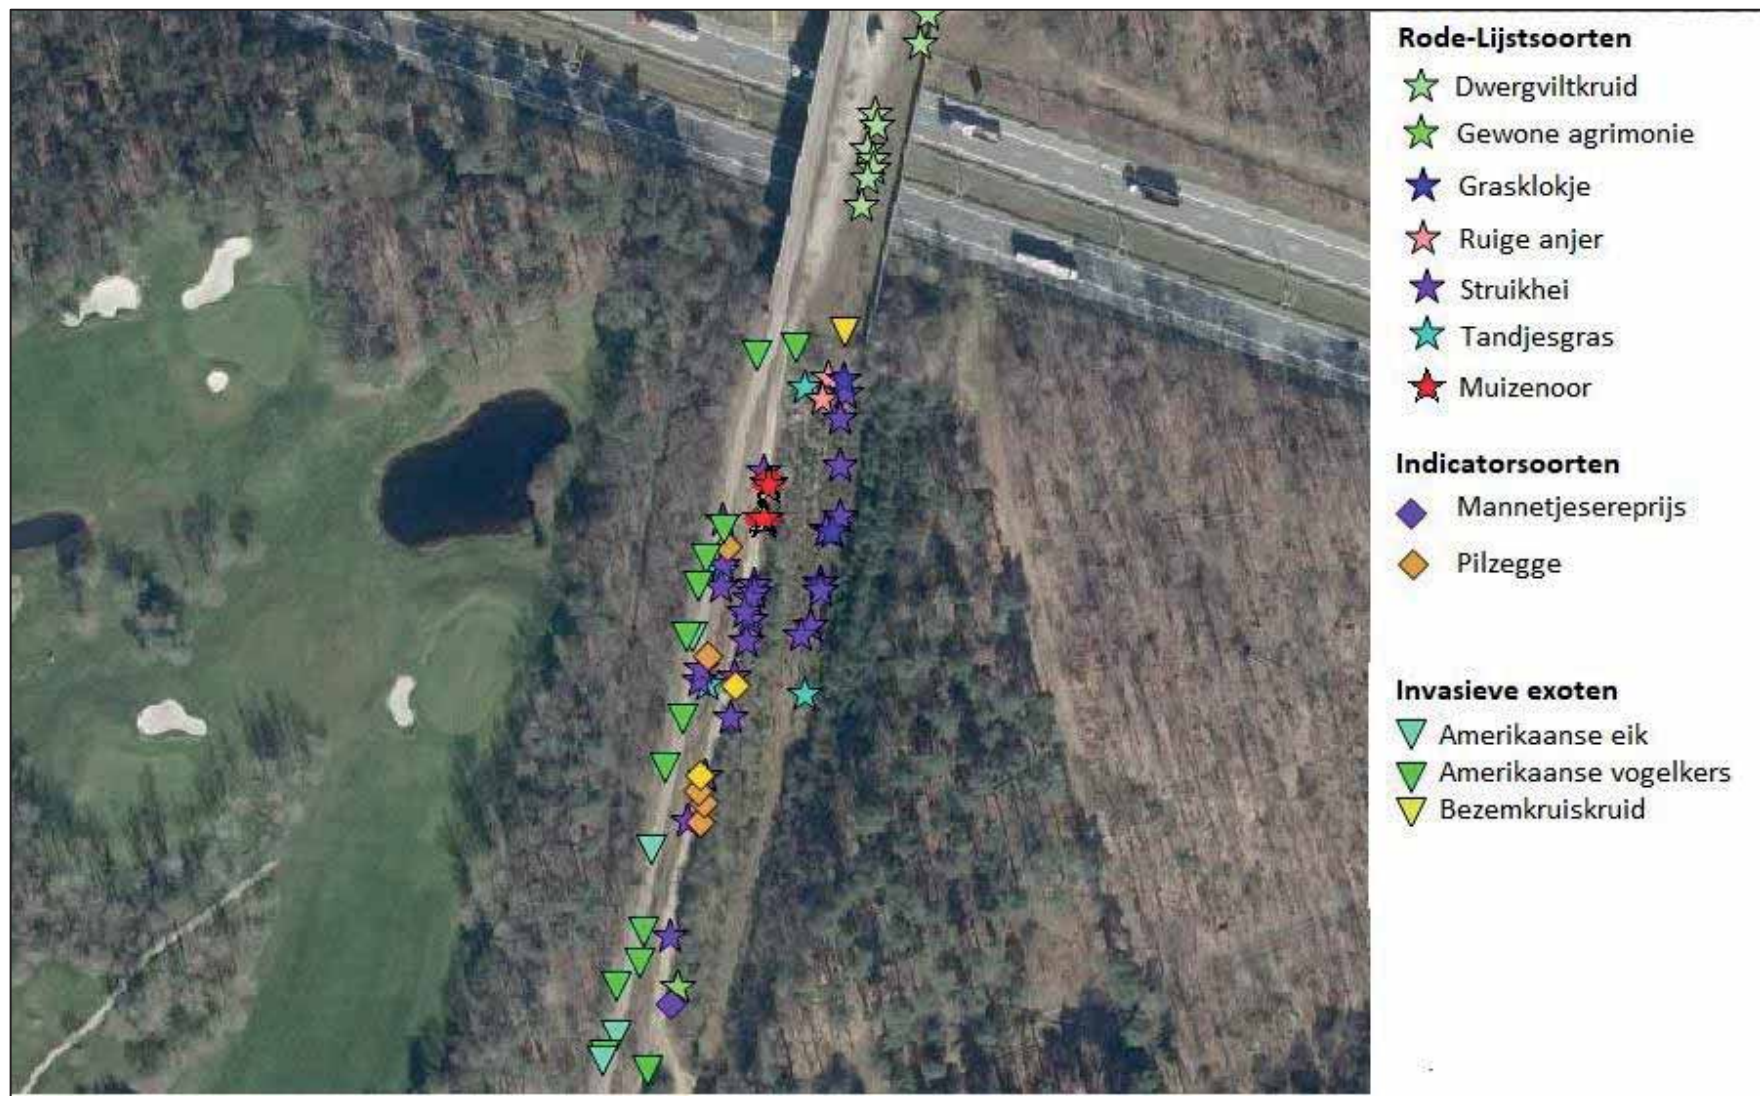 Rode-Lijstsoorten
Dwergviltkruid
Gewone agrimonie
Grasklokje
Ruige anjer
Struikhei
Tandjesgras
Muizenoor
Indicatorsoorten
Mannetjesereprijs
Pilzegge
Invasieve exoten
Amerikaanse eik
Amerikaanse vogelkers
Bezemkruiskruid